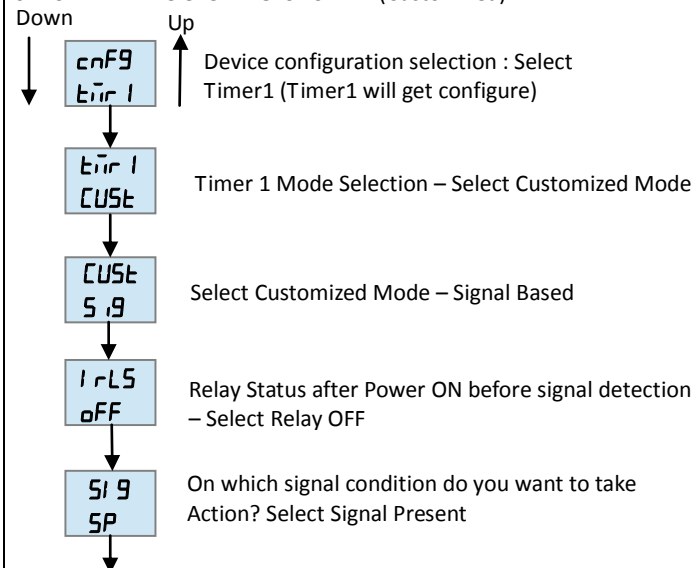 Down
Up
cnF9
tmr 1
Device configuration selection : Select
Timer1 (Timer1 will get configure)
tmr 1
CUSt
Timer 1 Mode Selection – Select Customized Mode
CUSt
S ig
Select Customized Mode – Signal Based
1 rLS
oFF
Relay Status after Power ON before signal detection
– Select Relay OFF
SI 9
SP
On which signal condition do you want to take
Action? Select Signal Present